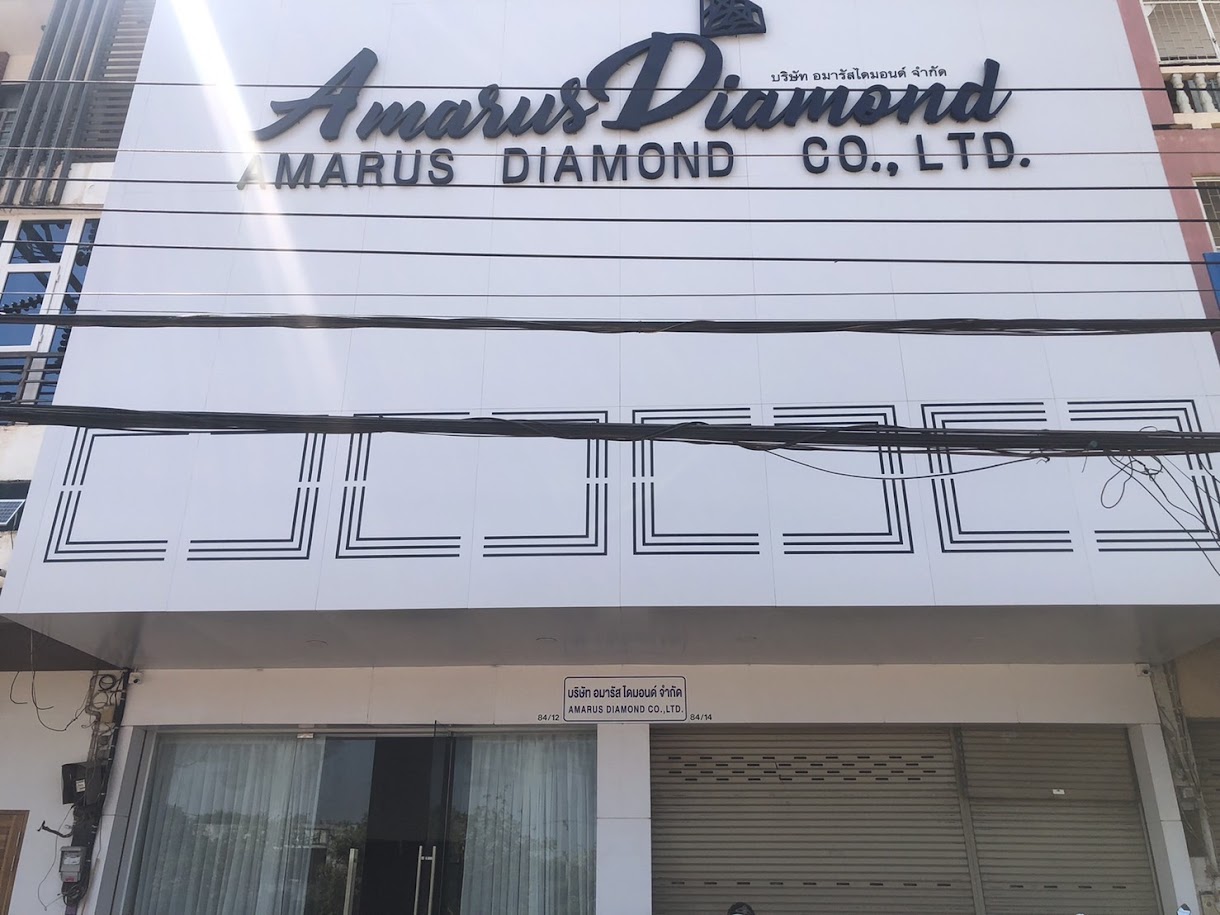 Amarus Diamond
บริษัท อมารัสไดมอนด์ จำกัด
AMARUS DIAMOND CO., LTD.
บริษัท อมารัส ไดมอนด์ จำกัด
AMARUS DIAMOND CO.,LTD.
84/12
84/14